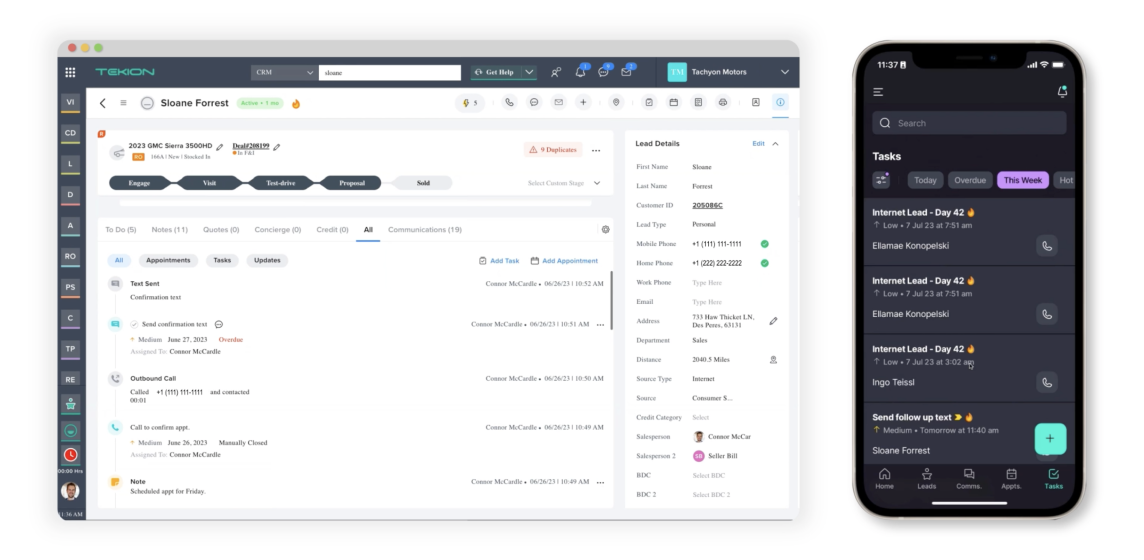 TEKION
CRM
sloane
Get Help
TM
Tachyon Motors
VI
CD
L
D
A
RO
PS
C
TP
RE
00:00 Hrs
11:36 AM
Sloane Forrest
Active • 1 mo
5
2023 GMC Sierra 3500HD
Deal#208199
BO
166A | New | Stocked In
In F&I
9 Duplicates
Engage
Visit
Test-drive
Proposal
Sold
Select Custom Stage
To Do (5)
Notes (11)
Quotes (0)
Concierge (0)
Credit (0)
All
Communications (19)
All
Appointments
Tasks
Updates
Add Task
Add Appointment
Text Sent
Connor McCardle • 06/26/23 | 10:52 AM
Confirmation text
Send confirmation text
Connor McCardle • 06/26/23 | 10:51 AM
Medium June 27, 2023 Overdue
Assigned To: Connor McCardle
Outbound Call
Connor McCardle • 06/26/23 | 10:50 AM
Called +1 (111) 111-1111 and contacted
00:01
Call to confirm appt.
Connor McCardle • 06/26/23 | 10:49 AM
Medium June 26, 2023 Manually Closed
Assigned To: Connor McCardle
Note
Connor McCardle • 06/26/23 | 10:49 AM
Scheduled appt for Friday.
Lead Details
Edit
First Name Sloane
Last Name Forrest
Customer ID 205086C
Lead Type Personal
Mobile Phone +1 (111) 111-1111
Home Phone +1 (222) 222-2222
Work Phone Type Here
Email Type Here
Address 733 Haw Thicket LN,
Des Peres, 63131
Department Sales
Distance 2040.5 Miles
Source Type Internet
Source Consumer S...
Credit Category Select
Salesperson Connor McCar
Salesperson 2 SB Seller Bill
BDC Select BDC
BDC 2 Select BDC 2
11:37
Search
Tasks
Today
Overdue
This Week
Hot
Internet Lead - Day 42
Low • 7 Jul 23 at 7:51 am
Ellamae Konopelski
Internet Lead - Day 42
Low • 7 Jul 23 at 7:51 am
Ellamae Konopelski
Internet Lead - Day 42
Low • 7 Jul 23 at 3:02 am
Ingo Teissl
Send follow up text
Medium • Tomorrow at 11:40 am
Sloane Forrest
Home
Leads
Comms.
Appts.
Tasks